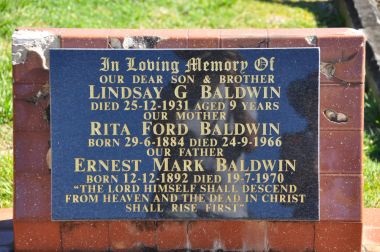 In Loving Memory Of
OUR DEAR SON & BROTHER
LINDSAY G BALDWIN
DIED 25-12-1931 AGED 9 YEARS
OUR MOTHER
RITA FORD BALDWIN
BORN 29-6-1884 DIED 24-9-1966
OUR FATHER
ERNEST MARK BALDWIN
BORN 12-12-1892 DIED 19-7-1970
"THE LORD HIMSELF SHALL DESCEND
FROM HEAVEN AND THE DEAD IN CHRIST
SHALL RISE FIRST"